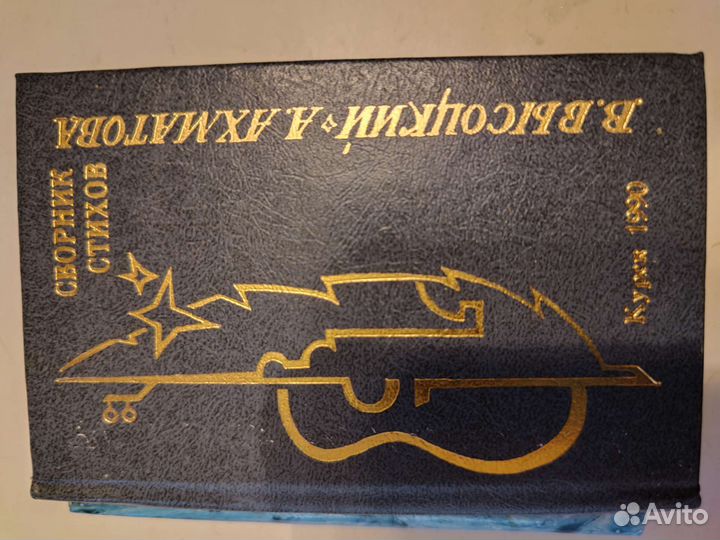 В. ВЫСОЦКИЙ ⋄ А. АХМАТОВА
СБОРНИК
СТИХОВ
Курск 1990
Avito